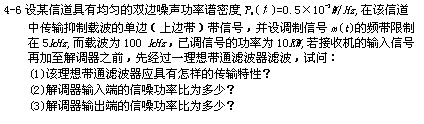 4-6 设某信道具有均匀的双边噪声功率谱密度, Pₙ(f)=0.5*10⁻³W/Hz, 在该信道
中传输抑制载波的单边（上边带）带信号，并设调制信号 m(t)的频带限制
在 5kHz, 而载波为 100 kHz, 已调信号的功率为 10KW, 若接收机的输入信号
再加至解调器之前，先经过一理想带通滤波器滤波，试问：
(1)该理想带通滤波器应具有怎样的传输特性？
(2)解调器输入端的信噪功率比为多少？
(3)解调器输出端的信噪功率比为多少？